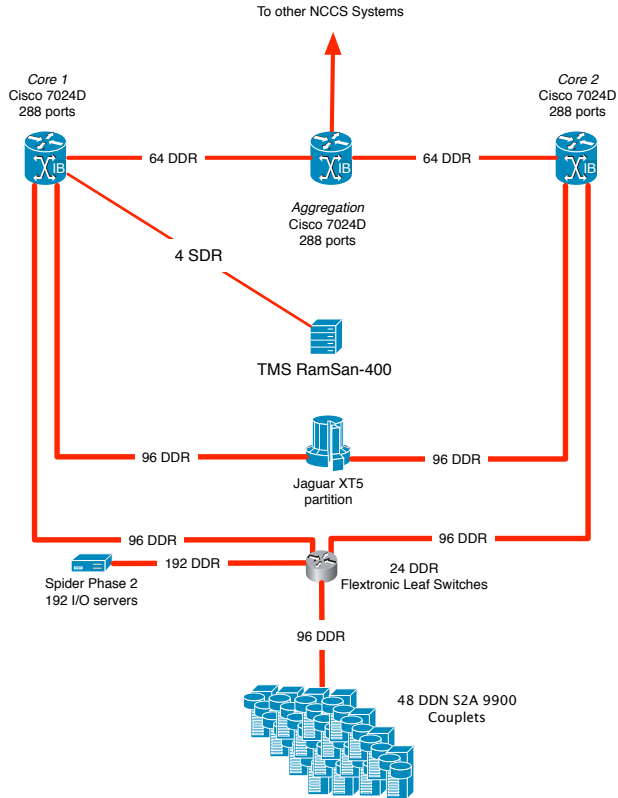 To other NCCS Systems
Core 1
Cisco 7024D
288 ports
Core 2
Cisco 7024D
288 ports
IB
64 DDR
IB
64 DDR
IB
Aggregation
Cisco 7024D
288 ports
4 SDR
TMS RamSan-400
96 DDR
96 DDR
Jaguar XT5
partition
96 DDR
96 DDR
192 DDR
Spider Phase 2
192 I/O servers
24 DDR
Flextronic Leaf Switches
96 DDR
48 DDN S2A 9900
Couplets